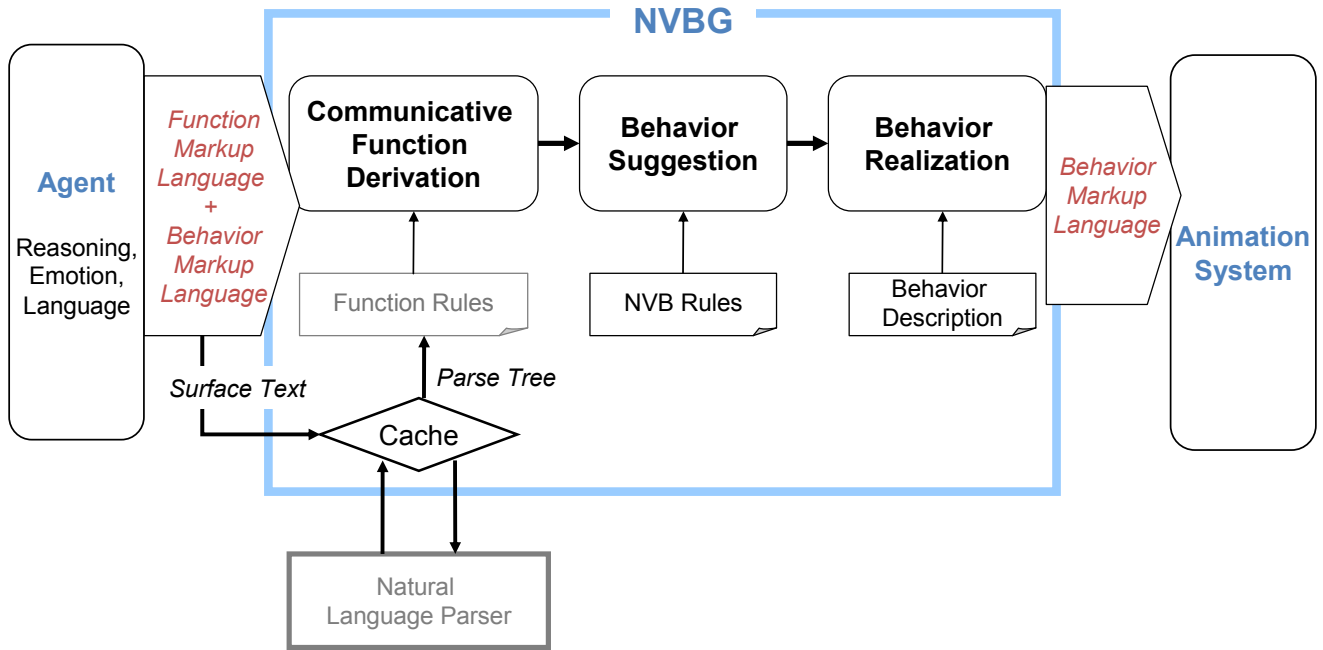 NVBG
Agent
Reasoning,
Emotion,
Language
Function
Markup
Language
+
Behavior
Markup
Language
Communicative
Function
Derivation
Behavior
Suggestion
Behavior
Realization
Function Rules
NVB Rules
Behavior
Description
Behavior
Markup
Language
Animation
System
Surface Text
Parse Tree
Cache
Natural
Language Parser